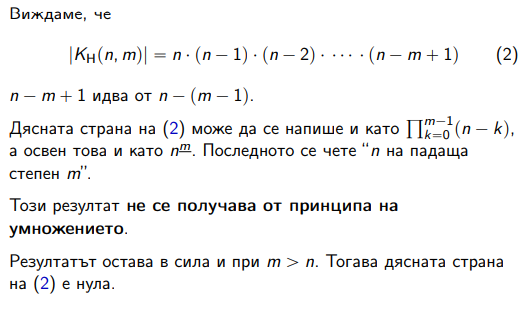 Виждаме, че
|K_H(n, m)| = n · (n − 1) · (n − 2) · · · · · (n − m + 1) (2)
n − m + 1 идва от n − (m − 1).
Дясната страна на (2) може да се напише и като ∏_{k=0}^{m−1}(n − k),
а освен това и като n^{\underline{m}}. Последното се чете “n на падаща
степен m”.
Този резултат не се получава от принципа на
умножението.
Резултатът остава в сила и при m > n. Тогава дясната страна
на (2) е нула.